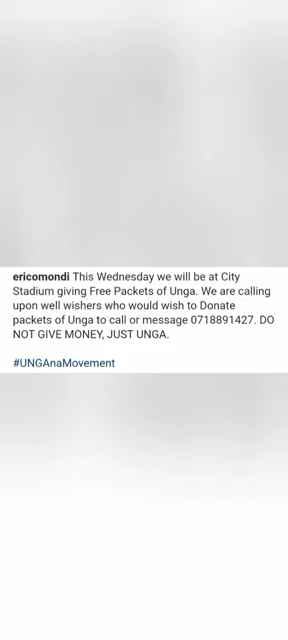 ericomondi This Wednesday we will be at City
Stadium giving Free Packets of Unga. We are calling
upon well wishers who would wish to Donate
packets of Unga to call or message 0718891427. DO
NOT GIVE MONEY, JUST UNGA.
#UNGAnaMovement